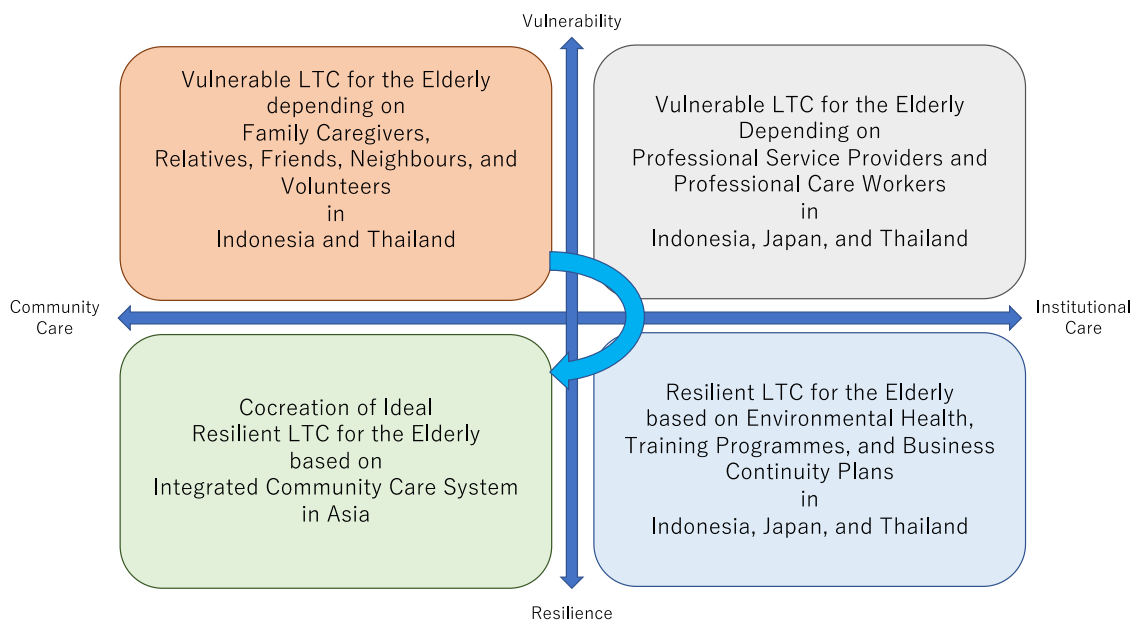 Vulnerability
Vulnerable LTC for the Elderly
depending on
Family Caregivers,
Relatives, Friends, Neighbours, and
Volunteers
in
Indonesia and Thailand
Vulnerable LTC for the Elderly
Depending on
Professional Service Providers and
Professional Care Workers
in
Indonesia, Japan, and Thailand
Community
Care
Institutional
Care
Cocreation of Ideal
Resilient LTC for the Elderly
based on
Integrated Community Care System
in Asia
Resilient LTC for the Elderly
based on Environmental Health,
Training Programmes, and Business
Continuity Plans
in
Indonesia, Japan, and Thailand
Resilience